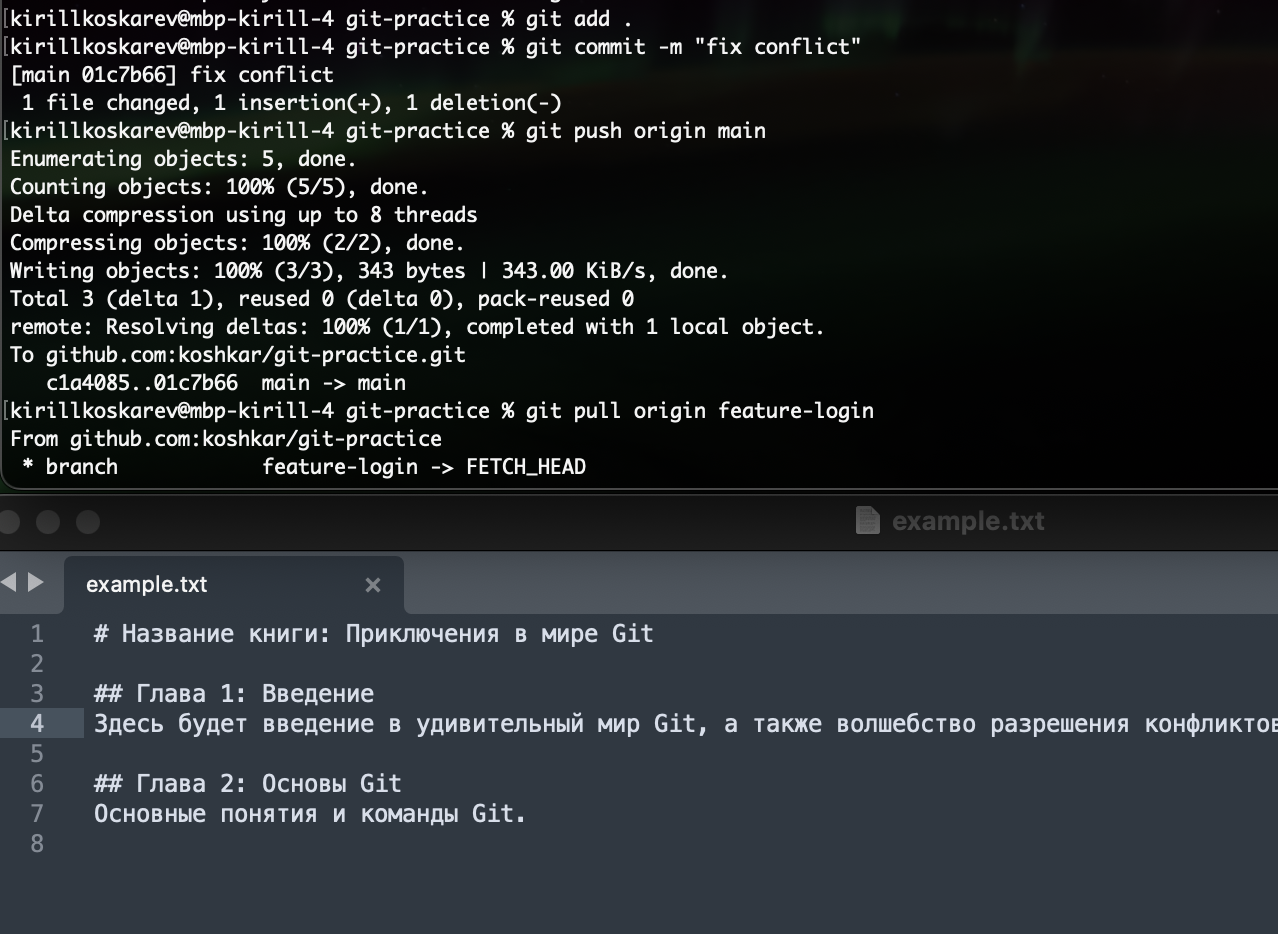 [kirillkoskarev@mbp-kirill-4 git-practice % git add .
[kirillkoskarev@mbp-kirill-4 git-practice % git commit -m "fix conflict"
[main 01c7b66] fix conflict
1 file changed, 1 insertion(+), 1 deletion(-)
[kirillkoskarev@mbp-kirill-4 git-practice % git push origin main
Enumerating objects: 5, done.
Counting objects: 100% (5/5), done.
Delta compression using up to 8 threads
Compressing objects: 100% (2/2), done.
Writing objects: 100% (3/3), 343 bytes | 343.00 KiB/s, done.
Total 3 (delta 1), reused 0 (delta 0), pack-reused 0
remote: Resolving deltas: 100% (1/1), completed with 1 local object.
To github.com:koshkar/git-practice.git
c1a4085..01c7b66  main -> main
[kirillkoskarev@mbp-kirill-4 git-practice % git pull origin feature-login
From github.com:koshkar/git-practice
* branch            feature-login -> FETCH_HEAD
example.txt
example.txt ×
1 # Название книги: Приключения в мире Git
2
3 ## Глава 1: Введение
4 Здесь будет введение в удивительный мир Git, а также волшебство разрешения конфликтов
5
6 ## Глава 2: Основы Git
7 Основные понятия и команды Git.
8